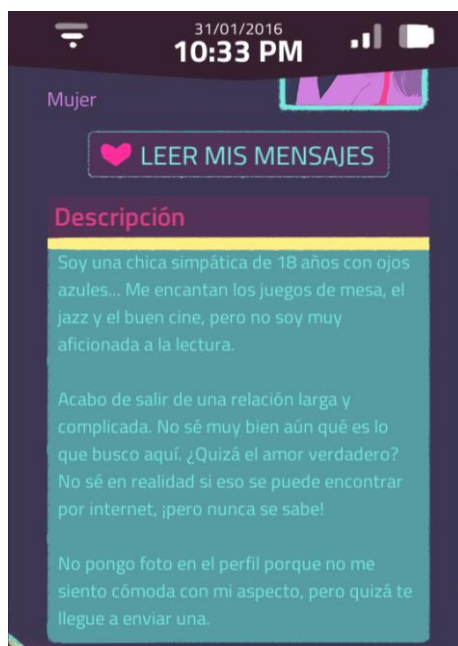 31/01/2016
10:33 PM
Mujer
LEER MIS MENSAJES
Descripción
Soy una chica simpática de 18 años con ojos
azules... Me encantan los juegos de mesa, el
jazz y el buen cine, pero no soy muy
aficionada a la lectura.
Acabo de salir de una relación larga y
complicada. No sé muy bien aún qué es lo
que busco aquí. ¿Quizá el amor verdadero?
No sé en realidad si eso se puede encontrar
por internet, ¡pero nunca se sabe!
No pongo foto en el perfil porque no me
siento cómoda con mi aspecto, pero quizá te
llegue a enviar una.